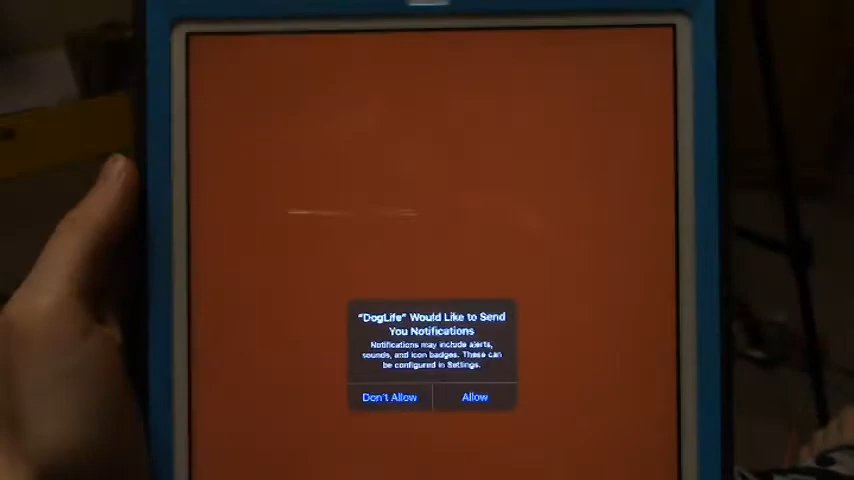 “DogLife” Would Like to Send
You Notifications
Notifications may include alerts,
sounds, and icon badges. These can
be configured in Settings.
Don't Allow
Allow